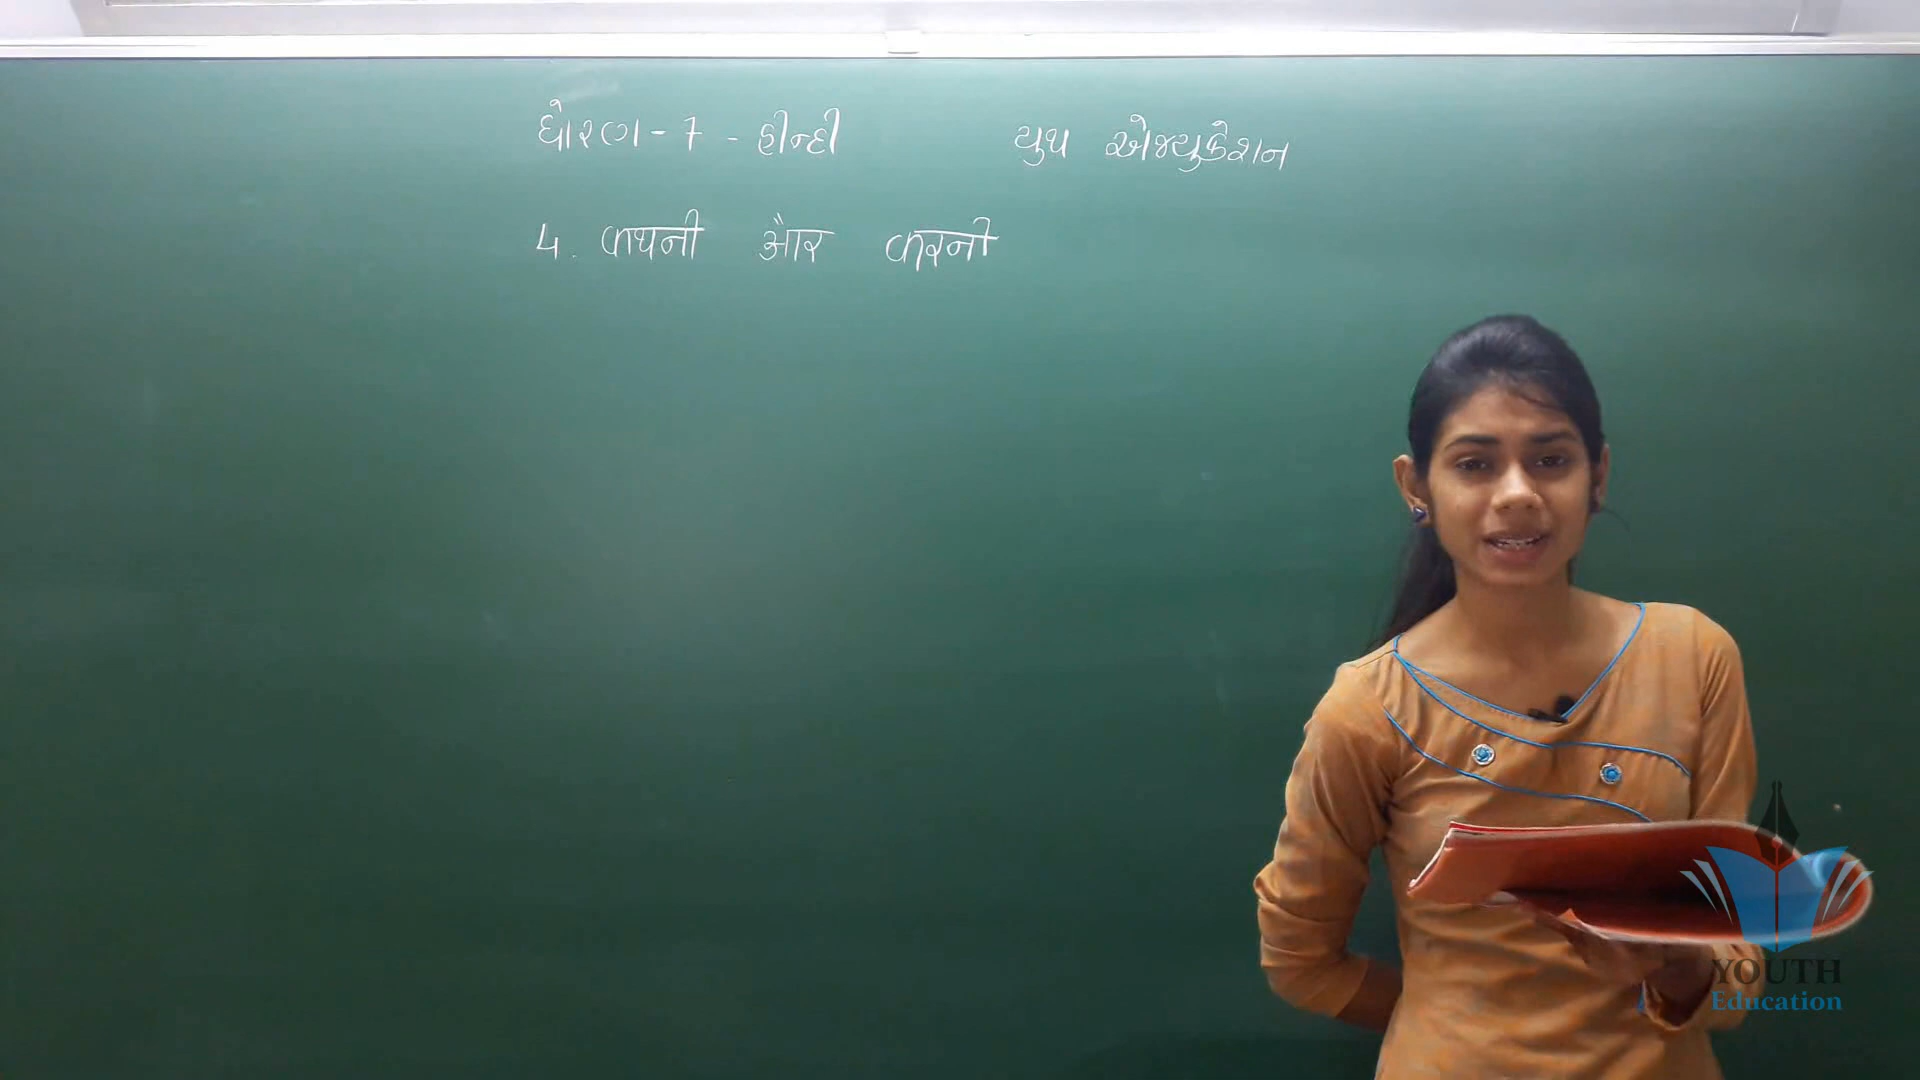 ધોરણ - 7 - હીન્દી યુથ એજ્યુકેશન
4. कथनी और करनी
YOUTH
Education